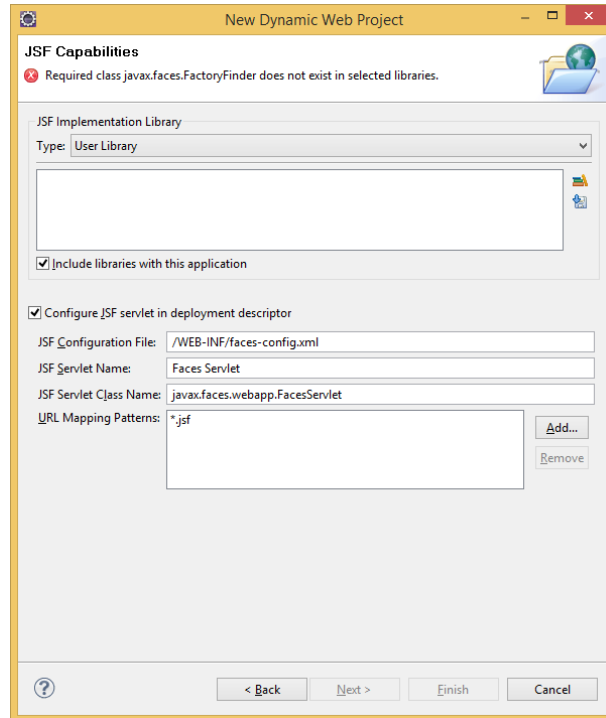 New Dynamic Web Project
JSF Capabilities
Required class javax.faces.FactoryFinder does not exist in selected libraries.
JSF Implementation Library
Type: User Library
Include libraries with this application
Configure JSF servlet in deployment descriptor
JSF Configuration File: /WEB-INF/faces-config.xml
JSF Servlet Name: Faces Servlet
JSF Servlet Class Name: javax.faces.webapp.FacesServlet
URL Mapping Patterns: *.jsf
Add...
Remove
? < Back Next > Finish Cancel